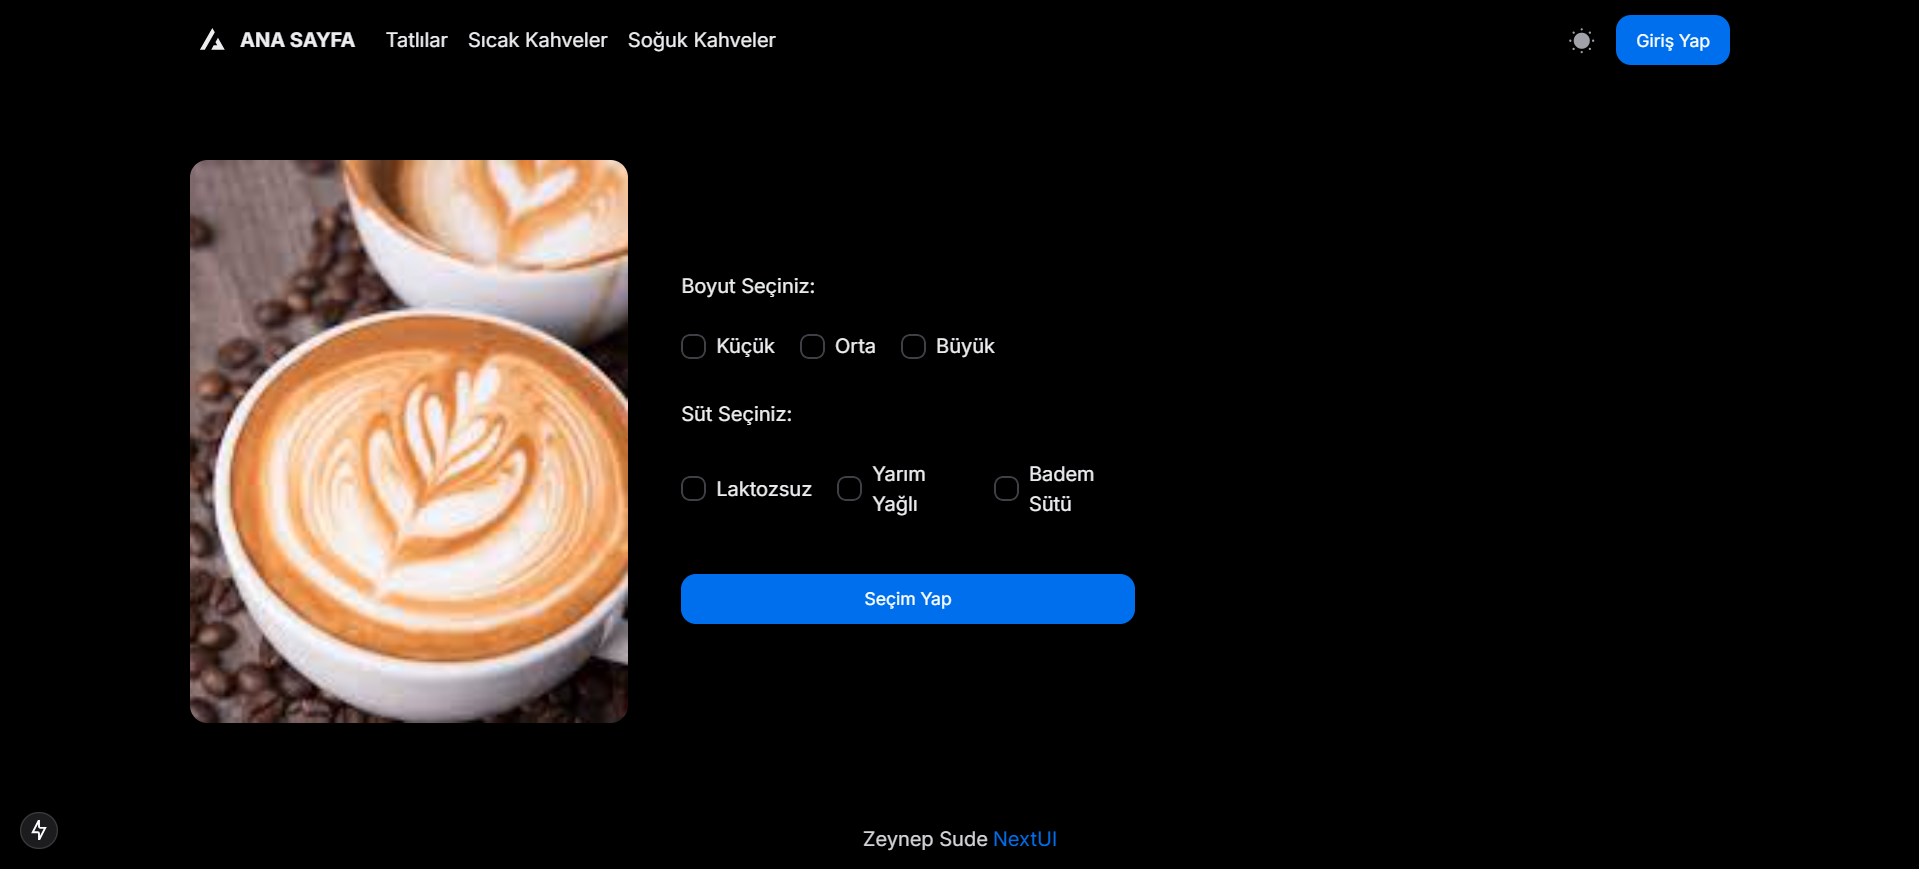 ANA SAYFA Tatlılar Sıcak Kahveler Soğuk Kahveler Giriş Yap
Boyut Seçiniz:
Küçük Orta Büyük
Süt Seçiniz:
Laktozsuz Yarım Yağlı Badem Sütü
Seçim Yap
Zeynep Sude NextUI